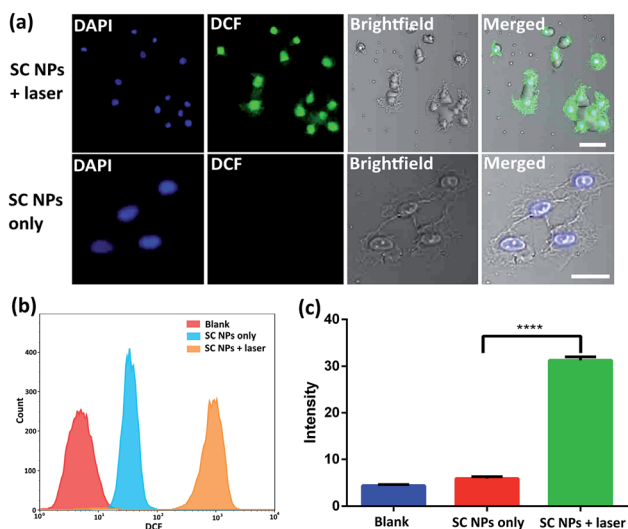 (a)
DAPI DCF Brightfield Merged
SC NPs
+ laser
DAPI DCF Brightfield Merged
SC NPs
only
(b)
Blank
SC NPs only
SC NPs + laser
Count
400
300
200
100
0
10⁰ 10¹ 10² 10³ 10⁴
DCF
(c)
****
Intensity
40
30
20
10
0
Blank SC NPs only SC NPs + laser